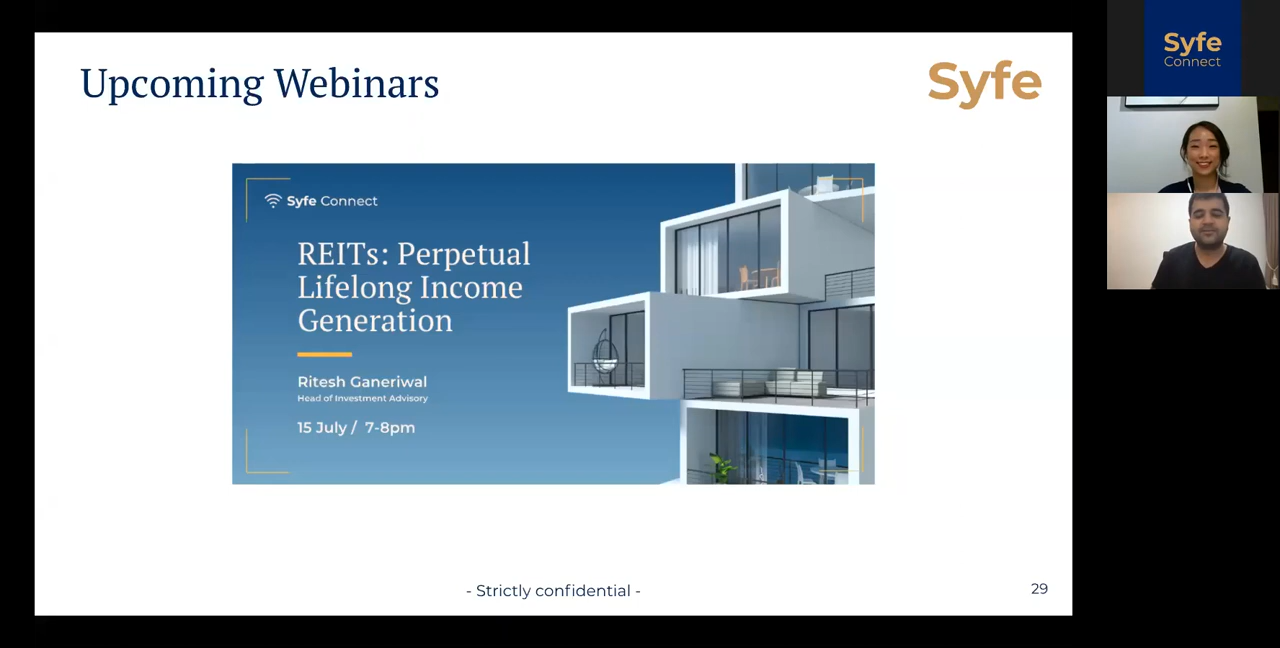 Upcoming Webinars
Syfe
Syfe Connect
REITs: Perpetual
Lifelong Income
Generation
Ritesh Ganeriwal
Head of Investment Advisory
15 July / 7-8pm
- Strictly confidential -
29
Syfe
Connect